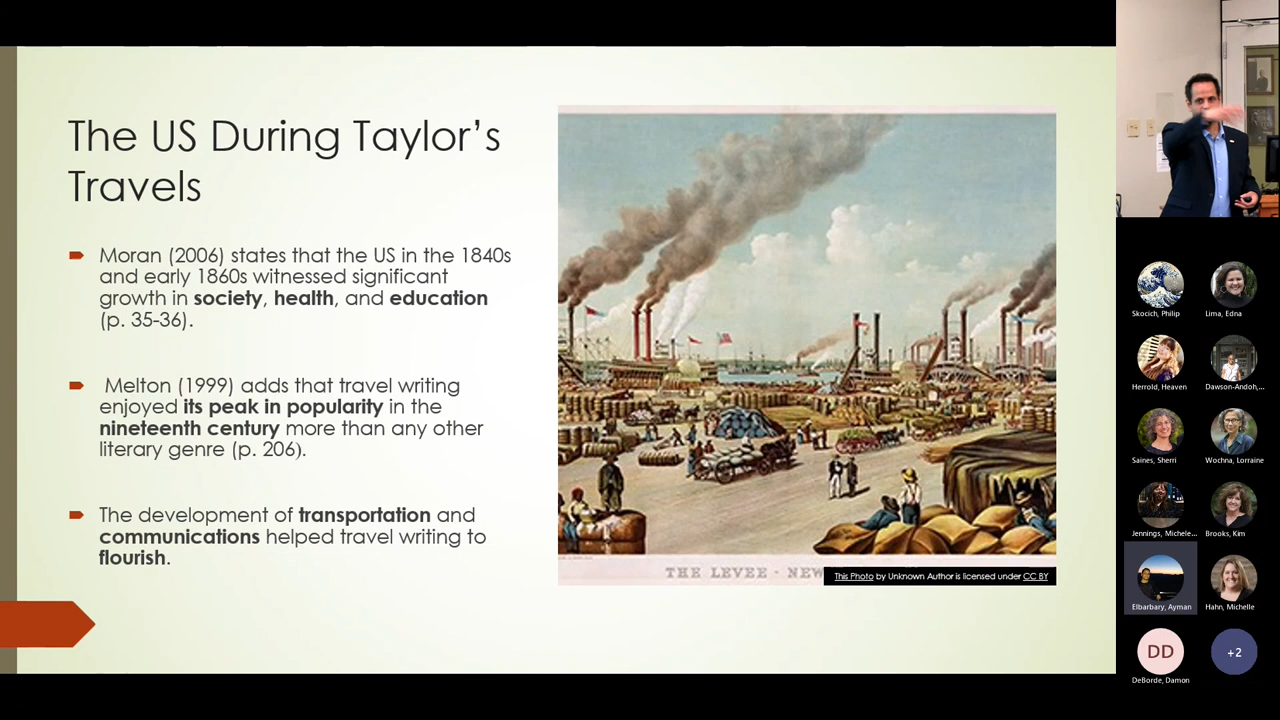 The US During Taylor's
Travels
Moran (2006) states that the US in the 1840s
and early 1860s witnessed significant
growth in society, health, and education
(p. 35-36).
Melton (1999) adds that travel writing
enjoyed its peak in popularity in the
nineteenth century more than any other
literary genre (p. 206).
The development of transportation and
communications helped travel writing to
flourish.
THE LEVEE - NEW
This Photo by Unknown Author is licensed under CC BY
Skocich, Philip
Lima, Edna
Herrold, Heaven
Dawson-Andoh,...
Saines, Sherri
Wochna, Lorraine
Jennings, Michele...
Brooks, Kim
Elbarbary, Ayman
Hahn, Michelle
DD
+2
DeBorde, Damon